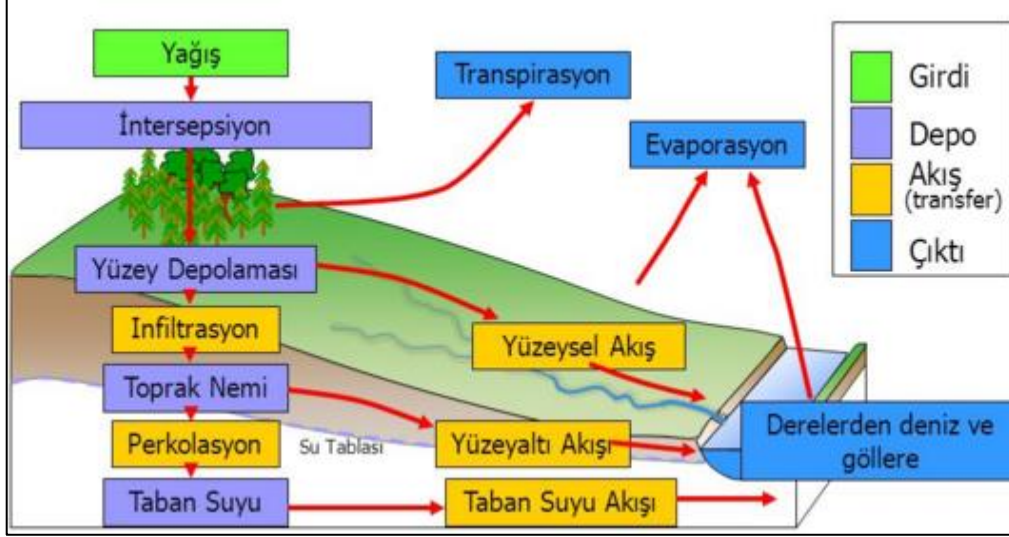 Yağış
İntersepsiyon
Transpirasyon
Evaporasyon
Yüzey Depolaması
Infiltrasyon
Yüzeysel Akış
Toprak Nemi
Perkolasyon
Su Tablası
Yüzeyaltı Akışı
Derelerden deniz ve
göllere
Taban Suyu
Taban Suyu Akışı
Girdi
Depo
Akış
(transfer)
Çıktı